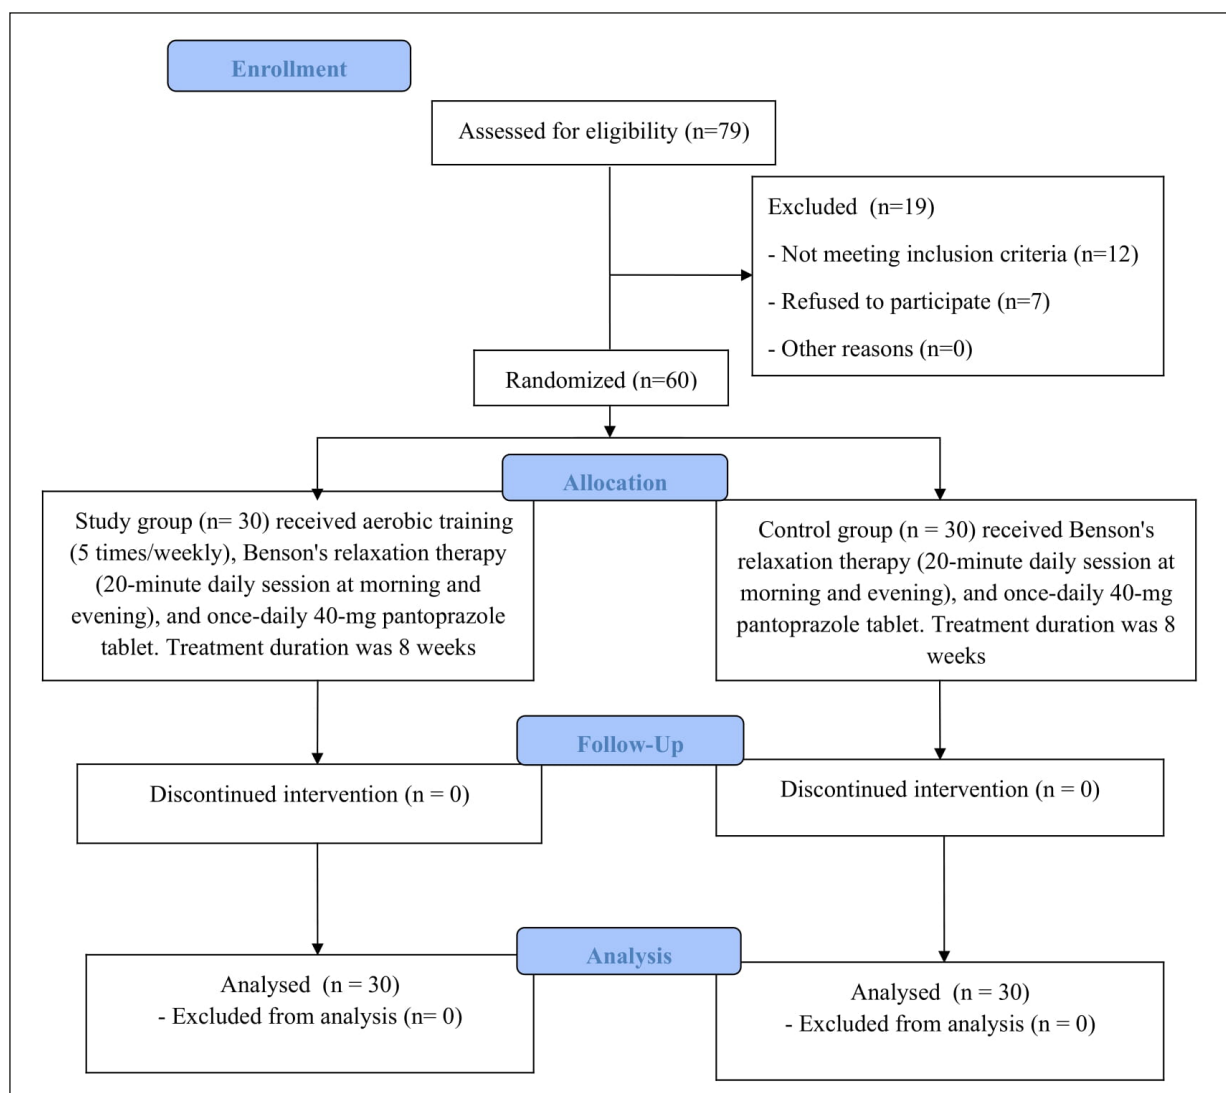 Enrollment
Assessed for eligibility (n=79)
Excluded (n=19)
- Not meeting inclusion criteria (n=12)
- Refused to participate (n=7)
- Other reasons (n=0)
Randomized (n=60)
Allocation
Study group (n= 30) received aerobic training
(5 times/weekly), Benson's relaxation therapy
(20-minute daily session at morning and
evening), and once-daily 40-mg pantoprazole
tablet. Treatment duration was 8 weeks
Control group (n = 30) received Benson's
relaxation therapy (20-minute daily session at
morning and evening), and once-daily 40-mg
pantoprazole tablet. Treatment duration was 8
weeks
Follow-Up
Discontinued intervention (n = 0)
Discontinued intervention (n = 0)
Analysis
Analysed (n = 30)
- Excluded from analysis (n= 0)
Analysed (n = 30)
- Excluded from analysis (n = 0)